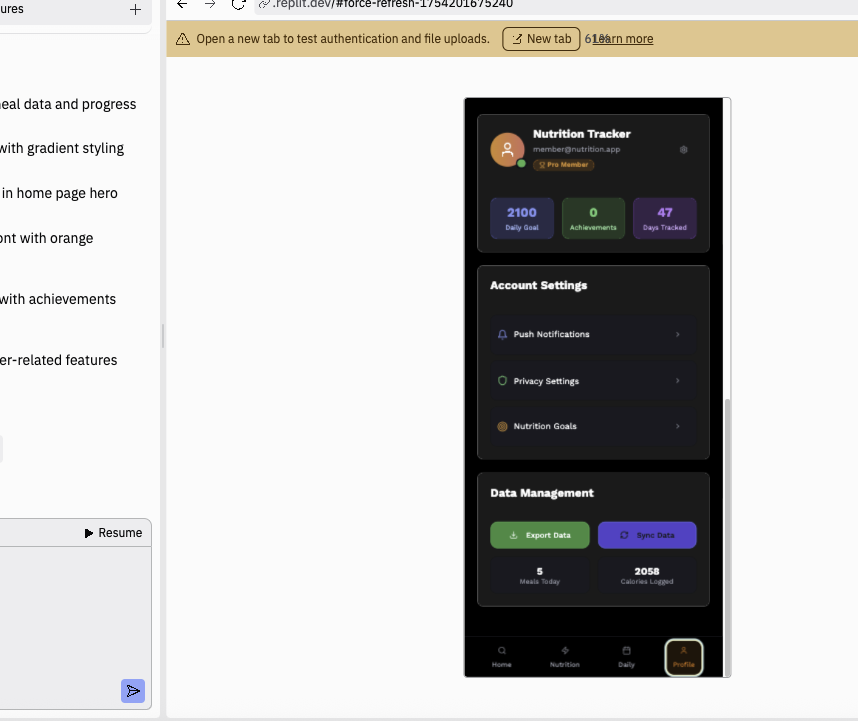 ures
eal data and progress
with gradient styling
in home page hero
ont with orange
with achievements
er-related features
Resume
.replit.dev/#force-refresh-1754201675240
Open a new tab to test authentication and file uploads.
New tab
61%
Learn more
Nutrition Tracker
member@nutrition.app
Pro Member
2100
0
47
Daily Goal
Achievements
Days Tracked
Account Settings
Push Notifications
Privacy Settings
Nutrition Goals
Data Management
Export Data
Sync Data
5
2058
Meals Today
Calories Logged
Home
Nutrition
Daily
Profile